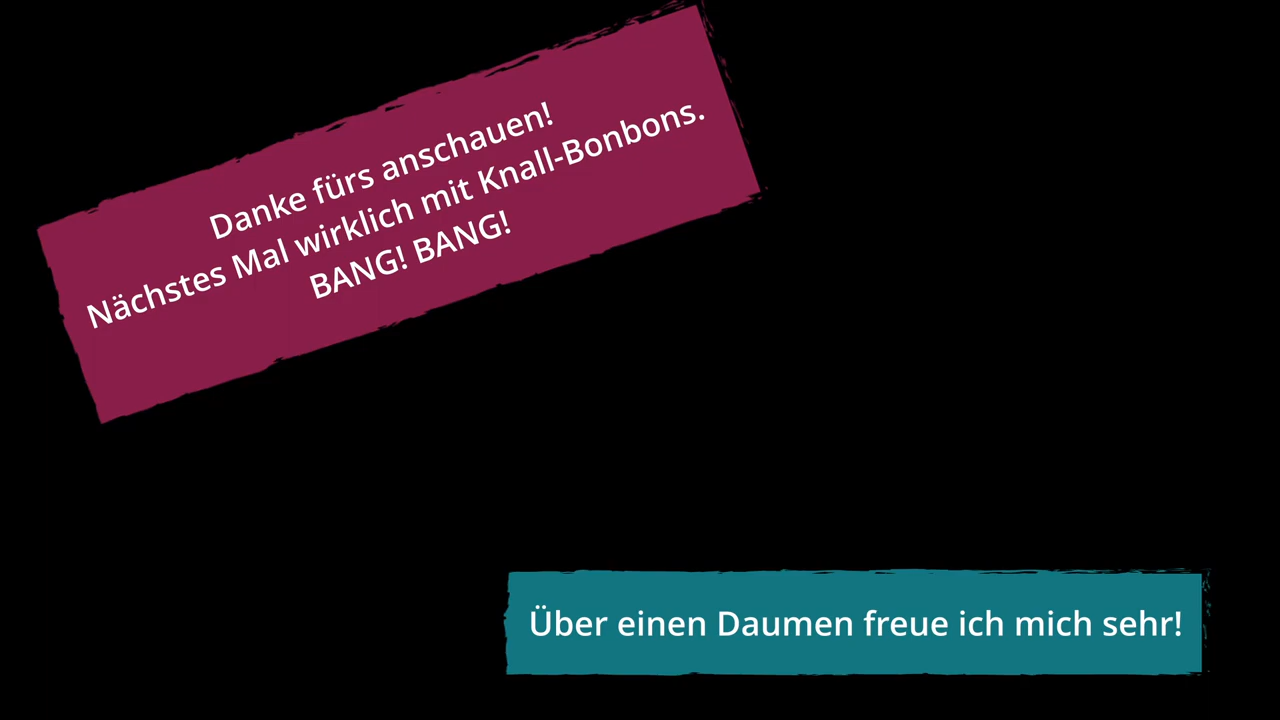 Danke fürs anschauen!
Nächstes Mal wirklich mit Knall-Bonbons.
BANG! BANG!
Über einen Daumen freue ich mich sehr!